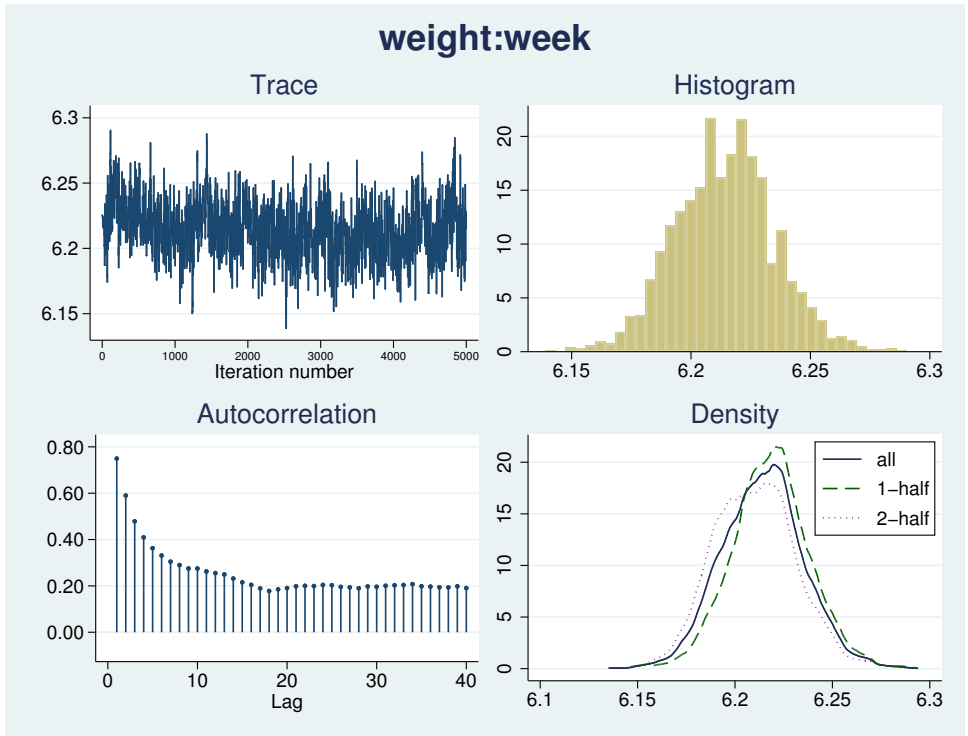 weight:week
Trace
6.3
6.25
6.2
6.15
0 1000 2000 3000 4000 5000
Iteration number
Histogram
20
15
10
5
0
6.15 6.2 6.25 6.3
Autocorrelation
0.80
0.60
0.40
0.20
0.00
0 10 20 30 40
Lag
Density
all
1-half
2-half
20
15
10
5
0
6.1 6.15 6.2 6.25 6.3